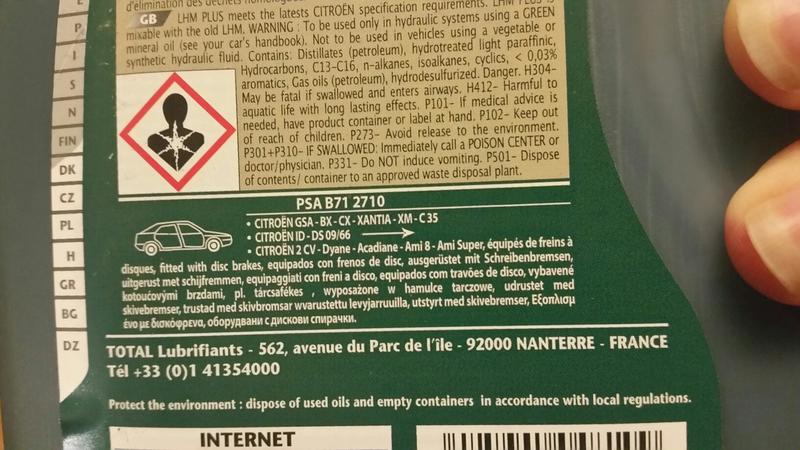 d'élimination des déchets homologué
E
P
I
S
N
FIN
DK
CZ
PL
H
GR
BG
DZ
GB LHM PLUS meets the latests CITROËN specification requirements. LHM PLUS is
mixable with the old LHM. WARNING : To be used only in hydraulic systems using a GREEN
mineral oil (see your car's handbook). Not to be used in vehicles using a vegetable or
synthetic hydraulic fluid. Contains: Distillates (petroleum), hydrotreated light paraffinic,
Hydrocarbons, C13-C16, n-alkanes, isoalkanes, cyclics, < 0,03%
aromatics, Gas oils (petroleum), hydrodesulfurized. Danger. H304-
May be fatal if swallowed and enters airways. H412- Harmful to
aquatic life with long lasting effects. P101- If medical advice is
needed, have product container or label at hand. P102- Keep out
of reach of children. P273- Avoid release to the environment.
P301+P310- IF SWALLOWED: Immediately call a POISON CENTER or
doctor/physician. P331- Do NOT induce vomiting. P501- Dispose
of contents/ container to an approved waste disposal plant.
PSA B71 2710
• CITROËN GSA - BX - CX - XANTIA - XM - C 35
• CITROËN ID - DS 09/66
• CITROËN 2 CV - Dyane - Acadiane - Ami 8 - Ami Super, équipés de freins à
disques, fitted with disc brakes, equipados con frenos de disc, ausgerüstet mit Schreibenbremsen,
uitgerust met schijfremmen, equipaggiati con freni a disco, equipados com travões de disco, vybavené
kotoučovými brzdami, pl. tárcsafékes , wyposażone w hamulce tarczowe, udrustet med
skivebremser, trustad med skivbromsar wvarustettu levyjarruuilla, utstyrt med skivebremser, Εξοπλισμ
ένο με δισκόφρενα, оборудвани с дискови спирачки.
TOTAL Lubrifiants - 562, avenue du Parc de l'île - 92000 NANTERRE - FRANCE
Tél +33 (0)1 41354000
Protect the environment : dispose of used oils and empty containers in accordance with local regulations.
INTERNET